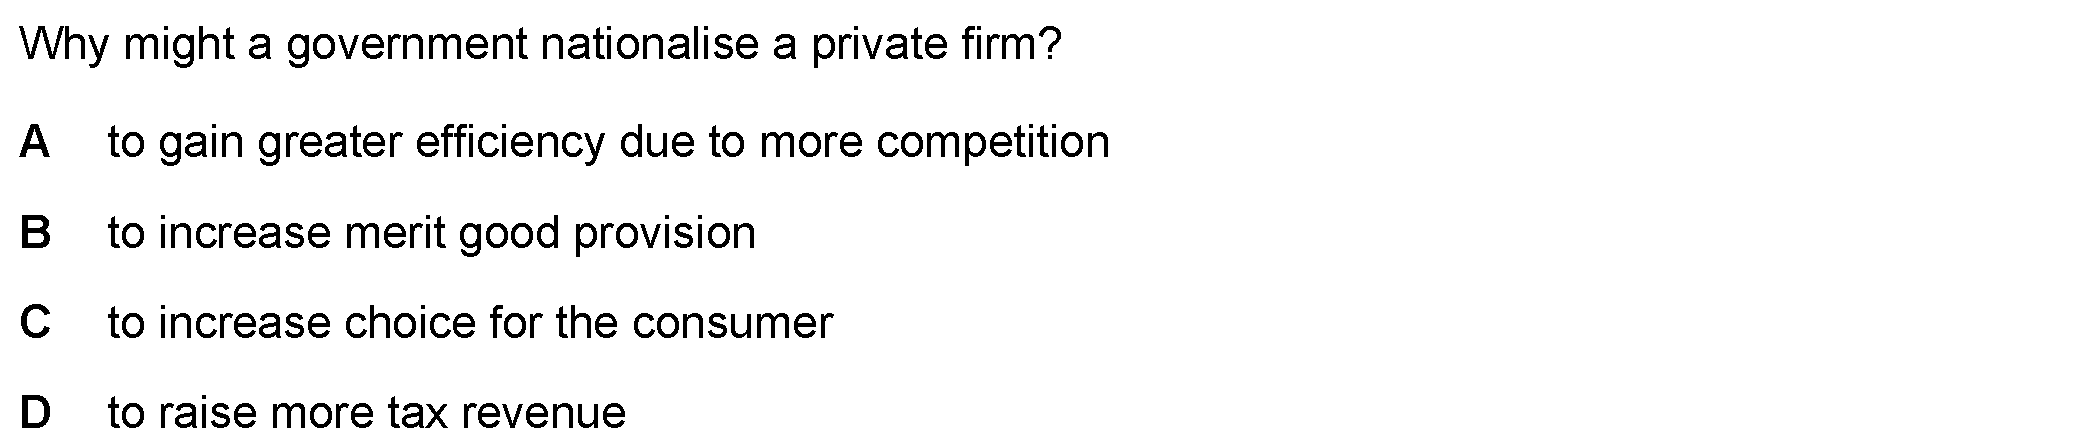 Why might a government nationalise a private firm?
A to gain greater efficiency due to more competition
B to increase merit good provision
C to increase choice for the consumer
D to raise more tax revenue